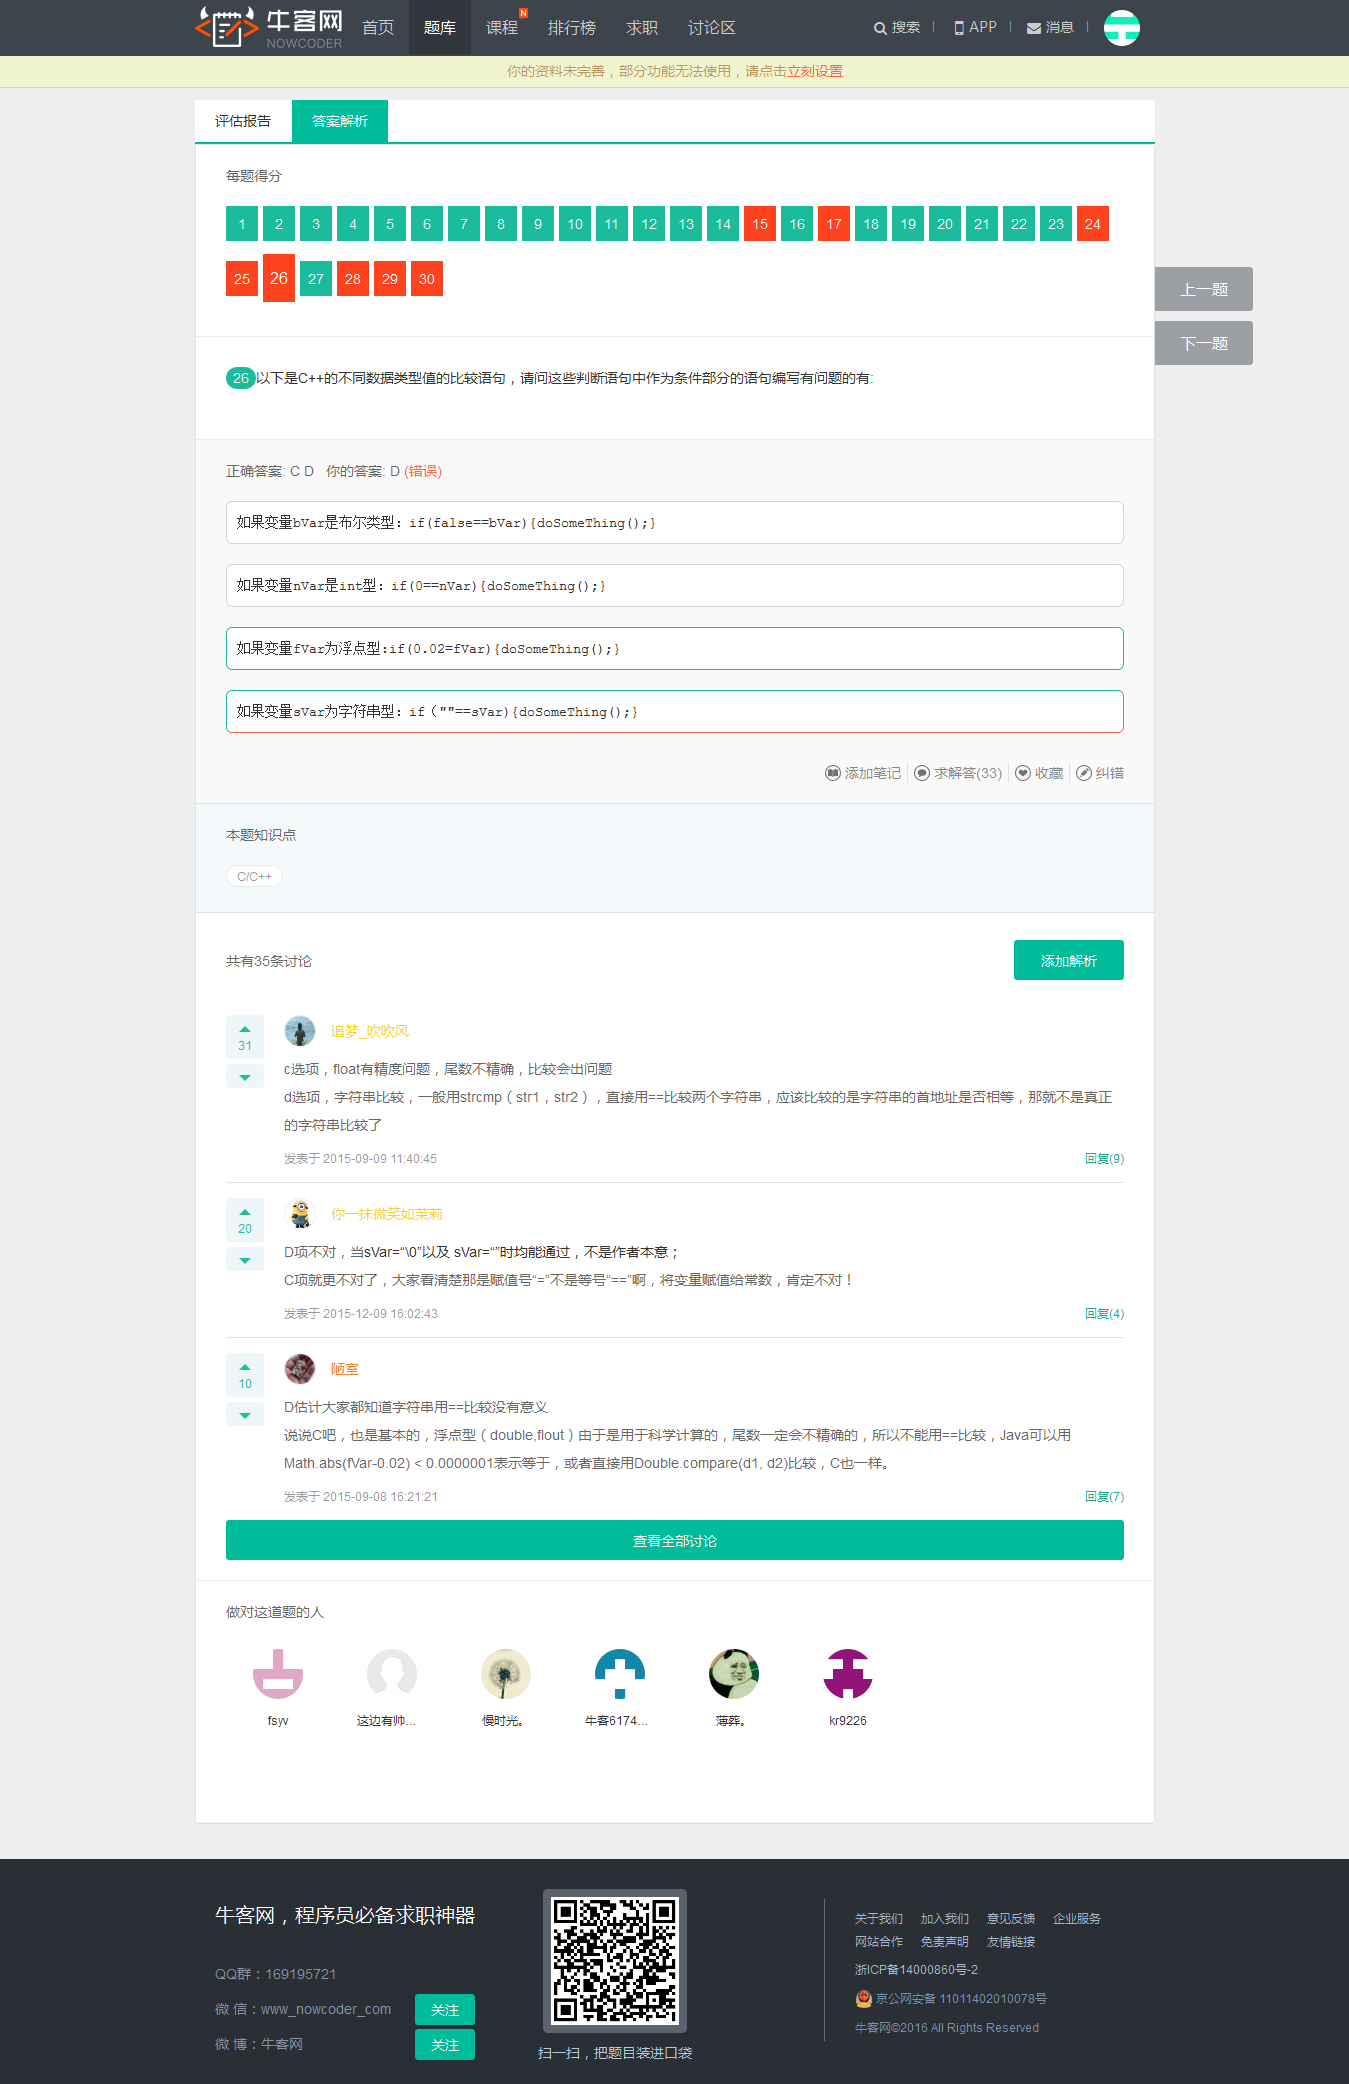 牛客网
NOWCODER
首页 题库 课程 N 排行榜 求职 讨论区 搜索 APP 消息
你的资料未完善，部分功能无法使用，请点击立刻设置
评估报告 答案解析
每题得分
1 2 3 4 5 6 7 8 9 10 11 12 13 14 15 16 17 18 19 20 21 22 23 24
25 26 27 28 29 30
上一题
下一题
26 以下是C++的不同数据类型值的比较语句，请问这些判断语句中作为条件部分的语句编写有问题的有:
正确答案: C D 你的答案: D (错误)
如果变量bVar是布尔类型：if(false==bVar){doSomeThing();}
如果变量nVar是int型：if(0==nVar){doSomeThing();}
如果变量fVar为浮点型:if(0.02=fVar){doSomeThing();}
如果变量sVar为字符串型：if（""==sVar){doSomeThing();}
添加笔记 求解答(33) 收藏 纠错
本题知识点
C/C++
共有35条讨论
添加解析
31
追梦_吹吹风
c选项，float有精度问题，尾数不精确，比较会出问题
d选项，字符串比较，一般用strcmp（str1，str2），直接用==比较两个字符串，应该比较的是字符串的首地址是否相等，那就不是真正
的字符串比较了
发表于 2015-09-09 11:40:45 回复(9)
20
你一抹微笑如茉莉
D项不对，当sVar=“\0”以及 sVar=“”时均能通过，不是作者本意；
C项就更不对了，大家看清楚那是赋值号“=”不是等号“==”啊，将变量赋值给常数，肯定不对！
发表于 2015-12-09 16:02:43 回复(4)
10
陋室
D估计大家都知道字符串用==比较没有意义
说说C吧，也是基本的，浮点型（double,flout）由于是用于科学计算的，尾数一定会不精确的，所以不能用==比较，Java可以用
Math.abs(fVar-0.02) < 0.0000001表示等于，或者直接用Double.compare(d1, d2)比较，C也一样。
发表于 2015-09-08 16:21:21 回复(7)
查看全部讨论
做对这道题的人
fsyv 这边有帅... 慢时光。 牛客6174... 薄葬。 kr9226
牛客网，程序员必备求职神器
QQ群：169195721
微 信：www_nowcoder_com 关注
微 博：牛客网 关注
扫一扫，把题目装进口袋
关于我们 加入我们 意见反馈 企业服务
网站合作 免责声明 友情链接
浙ICP备14000860号-2
京公网安备 11011402010078号
牛客网©2016 All Rights Reserved